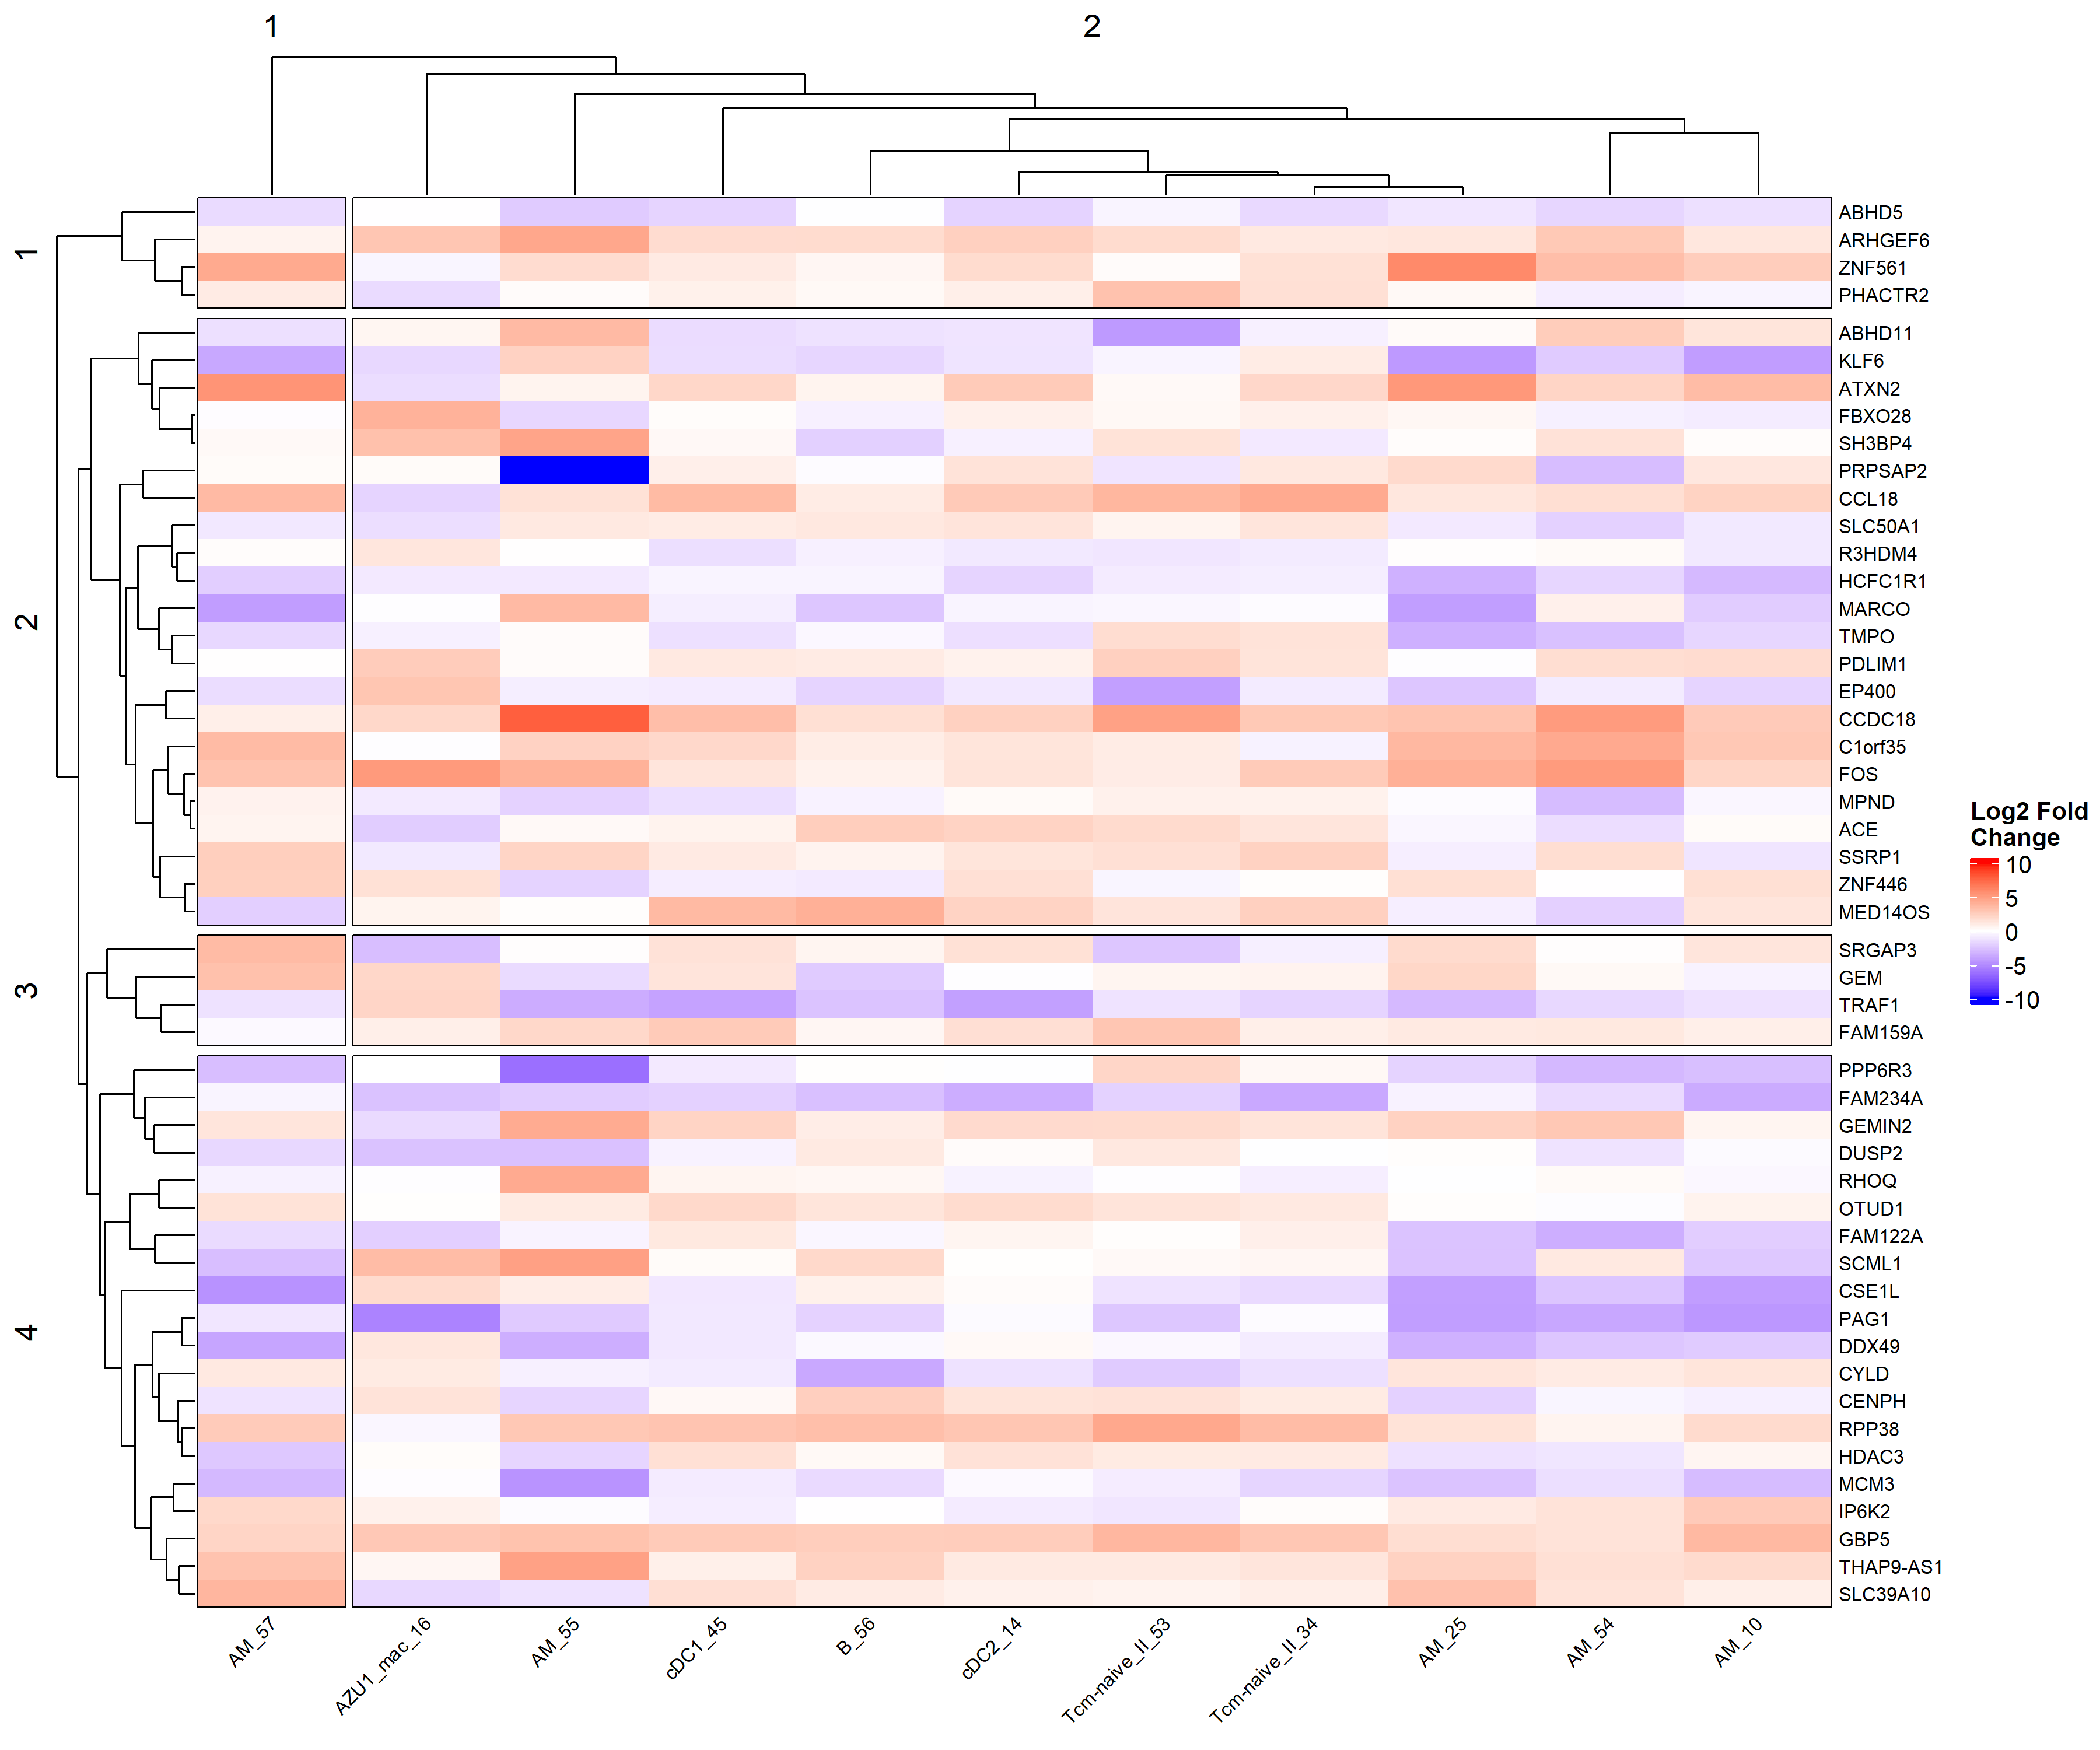 1
2
1
2
3
4
ABHD5
ARHGEF6
ZNF561
PHACTR2
ABHD11
KLF6
ATXN2
FBXO28
SH3BP4
PRPSAP2
CCL18
SLC50A1
R3HDM4
HCFC1R1
MARCO
TMPO
PDLIM1
EP400
CCDC18
C1orf35
FOS
MPND
ACE
SSRP1
ZNF446
MED14OS
SRGAP3
GEM
TRAF1
FAM159A
PPP6R3
FAM234A
GEMIN2
DUSP2
RHOQ
OTUD1
FAM122A
SCML1
CSE1L
PAG1
DDX49
CYLD
CENPH
RPP38
HDAC3
MCM3
IP6K2
GBP5
THAP9-AS1
SLC39A10
AM_57
AZU1_mac_16
AM_55
cDC1_45
B_56
cDC2_14
Tcm-naive_II_53
Tcm-naive_II_34
AM_25
AM_54
AM_10
Log2 Fold
Change
10
5
0
-5
-10